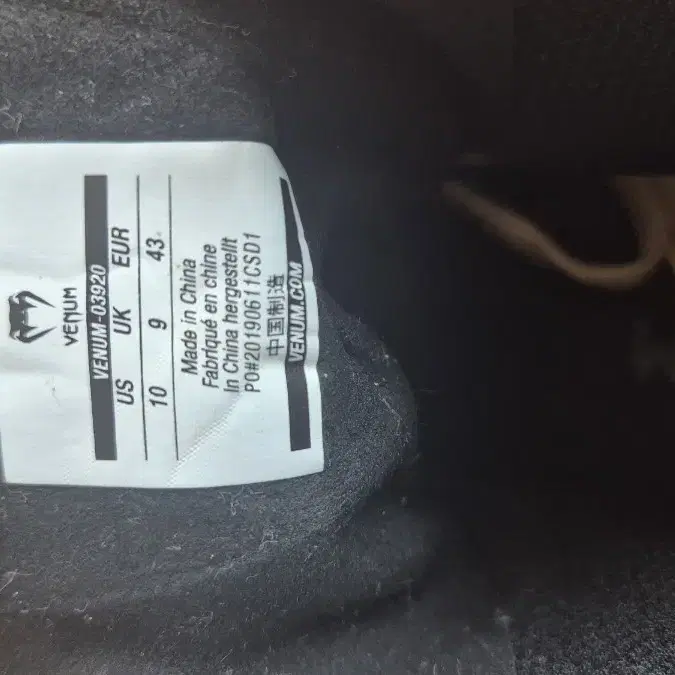 VENUM
VENUM-03920
US UK EUR
10 9 43
Made in China
Fabriqué en chine
In China hergestellt
PO#20190611CSD1
中国制造
VENUM.COM